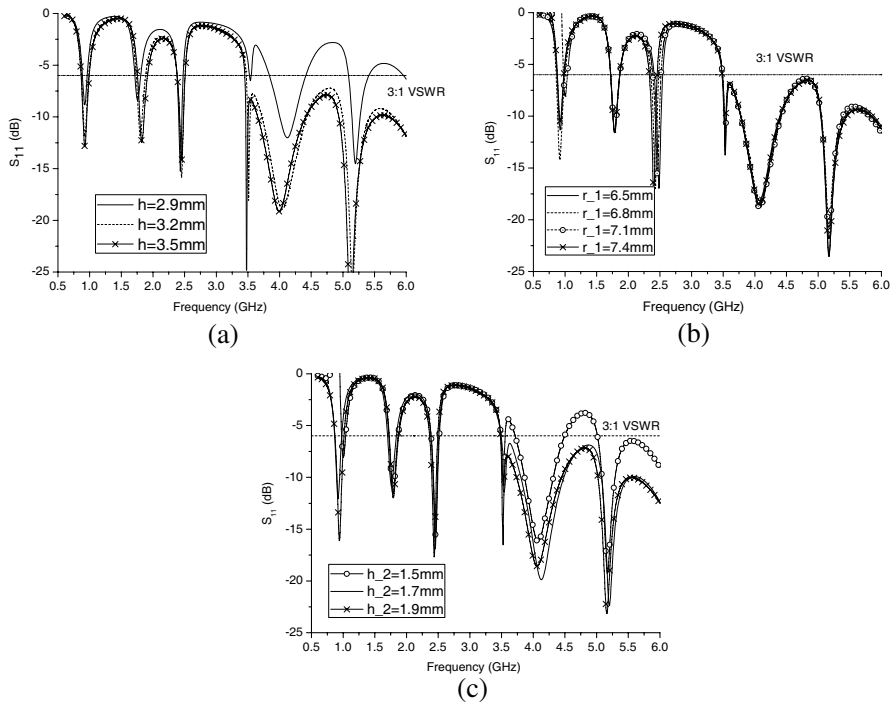 0
-5
-10
-15
-20
-25
S11 (dB)
3:1 VSWR
h=2.9mm
h=3.2mm
h=3.5mm
0.5 1.0 1.5 2.0 2.5 3.0 3.5 4.0 4.5 5.0 5.5 6.0
Frequency (GHz)
(a)
0
-5
-10
-15
-20
-25
S11 (dB)
3:1 VSWR
r_1=6.5mm
r_1=6.8mm
r_1=7.1mm
r_1=7.4mm
0.5 1.0 1.5 2.0 2.5 3.0 3.5 4.0 4.5 5.0 5.5 6.0
Frequency (GHz)
(b)
0
-5
-10
-15
-20
-25
S11 (dB)
3:1 VSWR
h_2=1.5mm
h_2=1.7mm
h_2=1.9mm
0.5 1.0 1.5 2.0 2.5 3.0 3.5 4.0 4.5 5.0 5.5 6.0
Frequency (GHz)
(c)